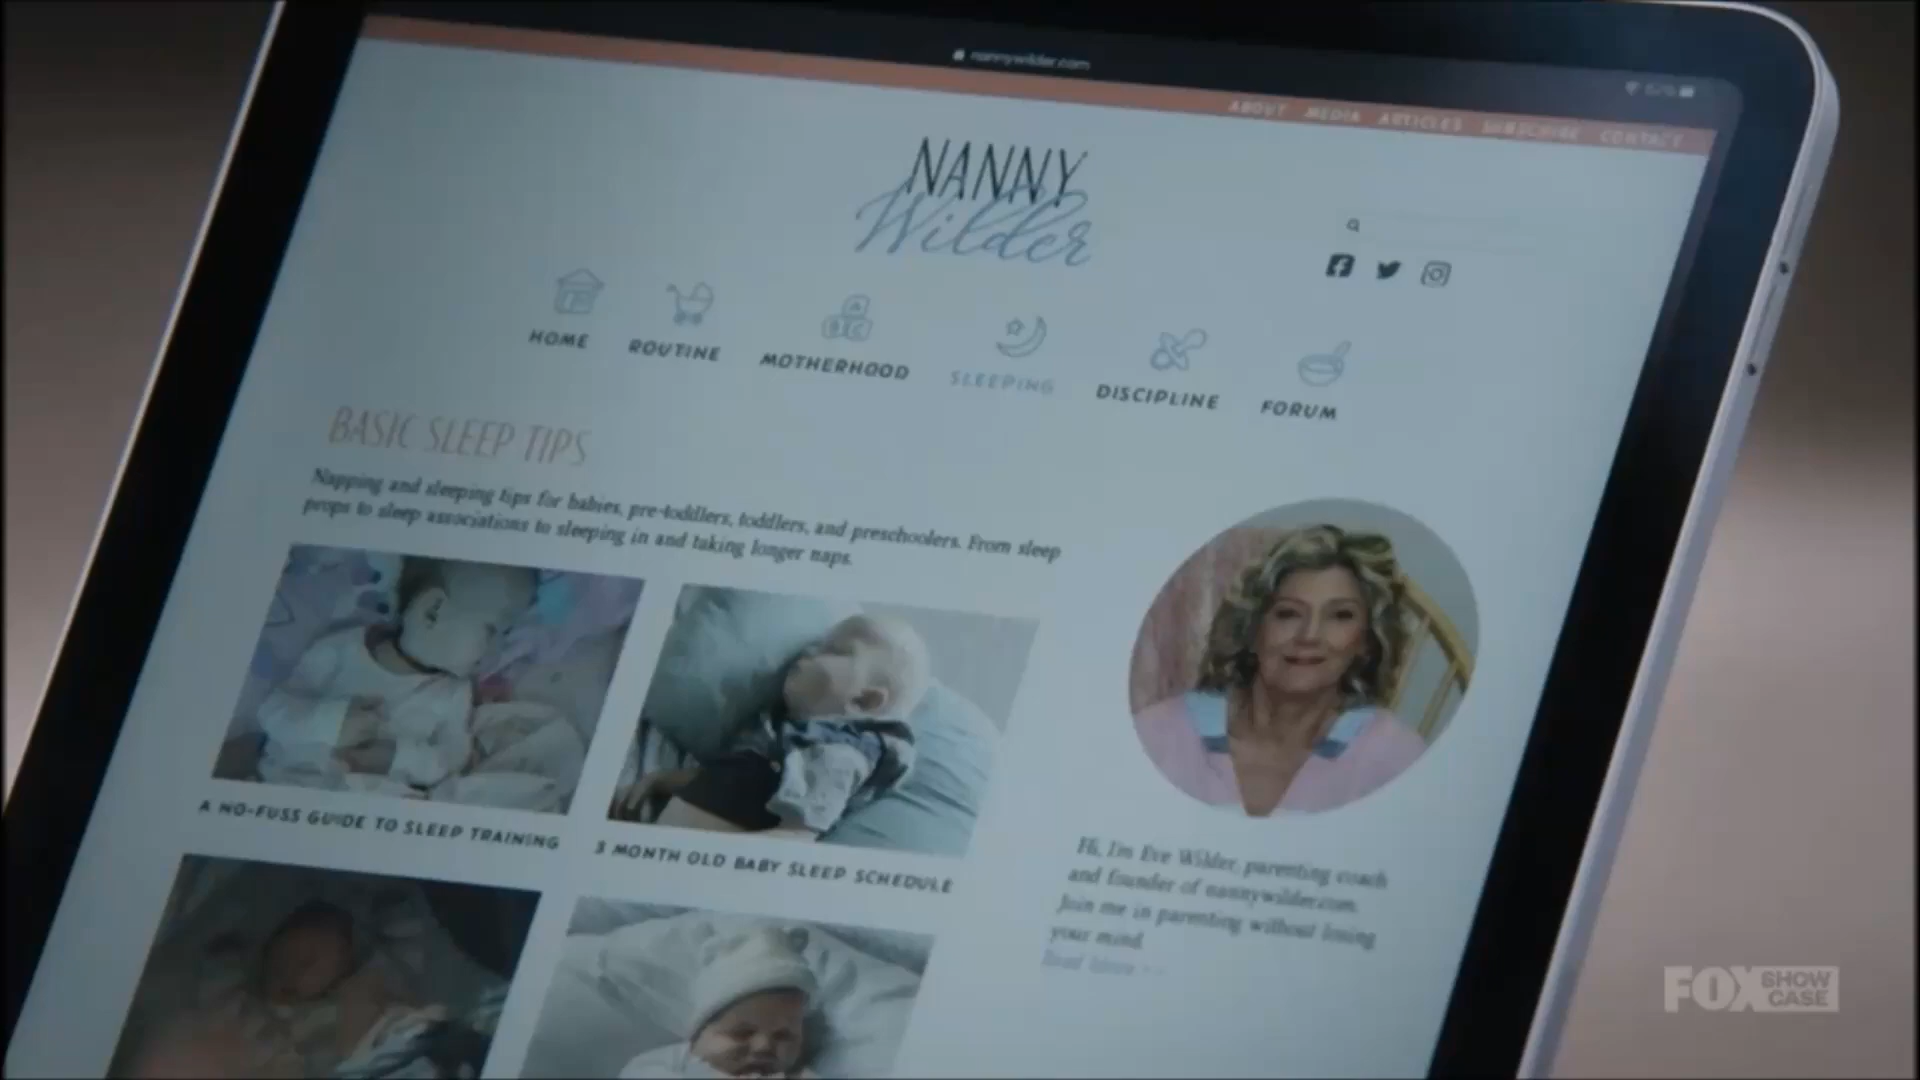 nannywilder.com
52%
ABOUT MEDIA ARTICLES SUBSCRIBE CONTACT
NANNY
Wilder
A
B C
HOME ROUTINE MOTHERHOOD SLEEPING DISCIPLINE FORUM
BASIC SLEEP TIPS
Napping and sleeping tips for babies, pre-toddlers, toddlers, and preschoolers. From sleep
props to sleep associations to sleeping in and taking longer naps.
A NO-FUSS GUIDE TO SLEEP TRAINING
3 MONTH OLD BABY SLEEP SCHEDULE
Hi, I'm Eve Wilder, parenting coach
and founder of nannywilder.com.
Join me in parenting without losing
your mind.
Read More >>
FOX SHOW
CASE